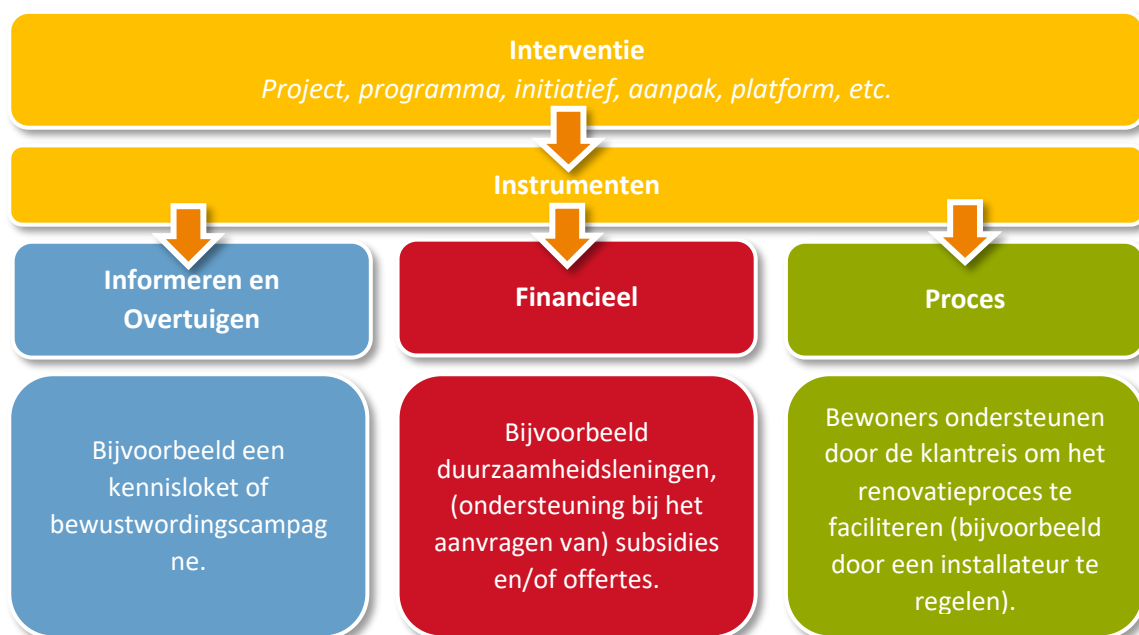 Interventie
Project, programma, initiatief, aanpak, platform, etc.
Instrumenten
Informeren en
Overtuigen
Financieel
Proces
Bijvoorbeeld een
kennisloket of
bewustwordingscampag
ne.
Bijvoorbeeld
duurzaamheidsleningen,
(ondersteuning bij het
aanvragen van) subsidies
en/of offertes.
Bewoners ondersteunen
door de klantreis om het
renovatieproces te
faciliteren (bijvoorbeeld
door een installateur te
regelen).